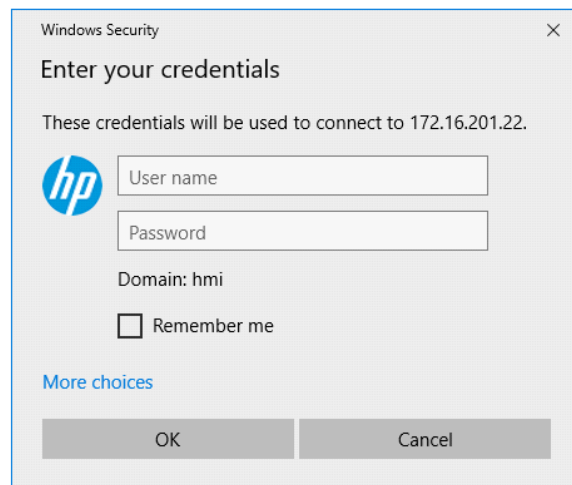 Windows Security
Enter your credentials
These credentials will be used to connect to 172.16.201.22.
hp
User name
Password
Domain: hmi
Remember me
More choices
OK Cancel